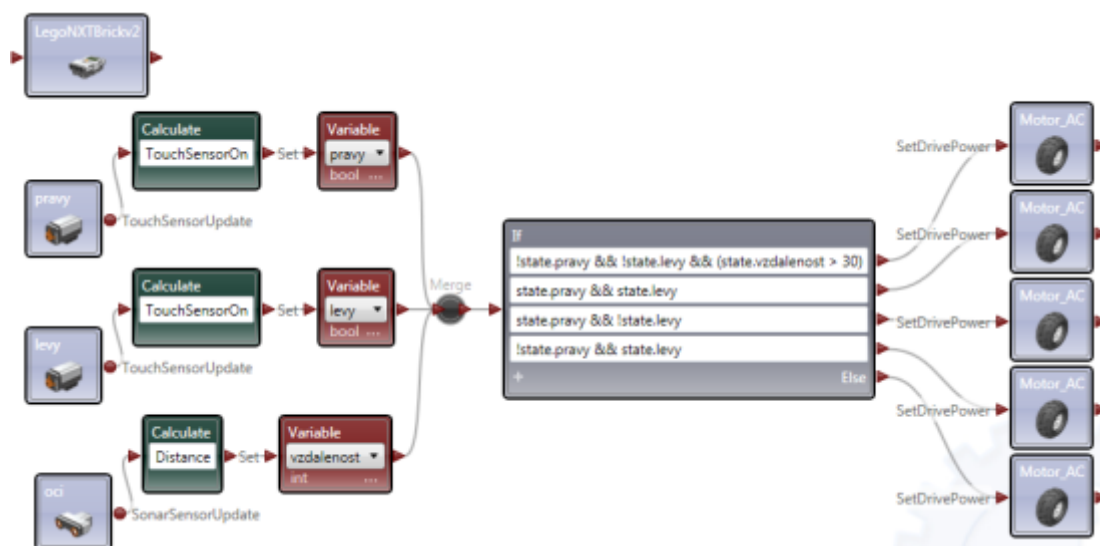 LegoNXTBrickv2
Calculate
TouchSensorOn
Set
Variable
pravy
bool ...
pravy
TouchSensorUpdate
Calculate
TouchSensorOn
Set
Variable
levy
bool ...
levy
TouchSensorUpdate
Calculate
Distance
Set
Variable
vzdalenost
int ...
oci
SonarSensorUpdate
Merge
If
!state.pravy && !state.levy && (state.vzdalenost > 30)
state.pravy && state.levy
state.pravy && !state.levy
!state.pravy && state.levy
+ Else
SetDrivePower
Motor_AC
SetDrivePower
Motor_AC
SetDrivePower
Motor_AC
SetDrivePower
Motor_AC
SetDrivePower
Motor_AC